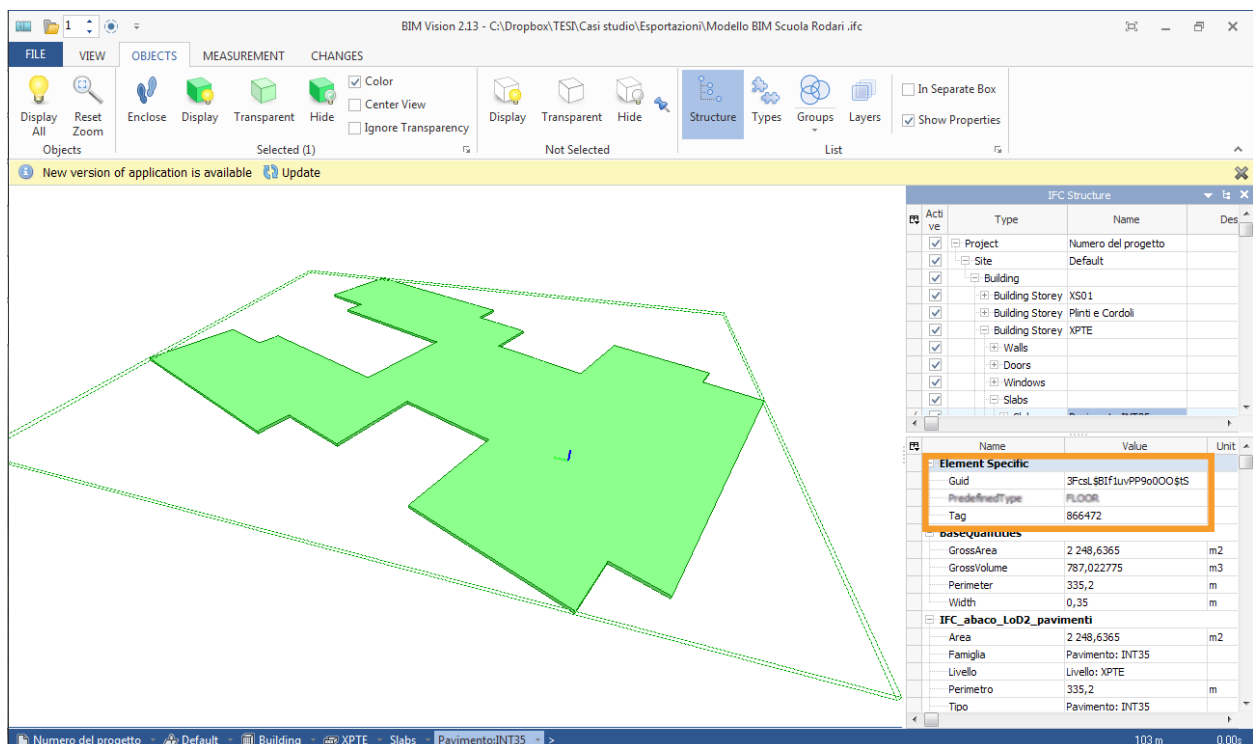 1
BIM Vision 2.13 - C:\Dropbox\TESI\Casi studio\Esportazioni\Modello BIM Scuola Rodari .ifc
FILE VIEW OBJECTS MEASUREMENT CHANGES
Display All
Reset Zoom
Objects
Enclose
Display
Transparent
Hide
Color
Center View
Ignore Transparency
Selected (1)
Display
Transparent
Hide
Not Selected
Structure
Types
Groups
Layers
In Separate Box
Show Properties
List
New version of application is available Update
IFC Structure
Active Type Name Des
Project Numero del progetto
Site Default
Building
Building Storey XS01
Building Storey Plinti e Cordoli
Building Storey XPTE
Walls
Doors
Windows
Slabs
Name Value Unit
Element Specific
Guid 3FcsL$BIf1uvPP9o0OO$tS
PredefinedType FLOOR
Tag 866472
BaseQuantities
GrossArea 2 248,6365 m2
GrossVolume 787,022775 m3
Perimeter 335,2 m
Width 0,35 m
IFC_abaco_LoD2_pavimenti
Area 2 248,6365 m2
Famiglia Pavimento: INT35
Livello Livello: XPTE
Perimetro 335,2 m
Tipo Pavimento: INT35
Numero del progetto Default Building XPTE Slabs Pavimento:INT35 >
103 m 0.00s